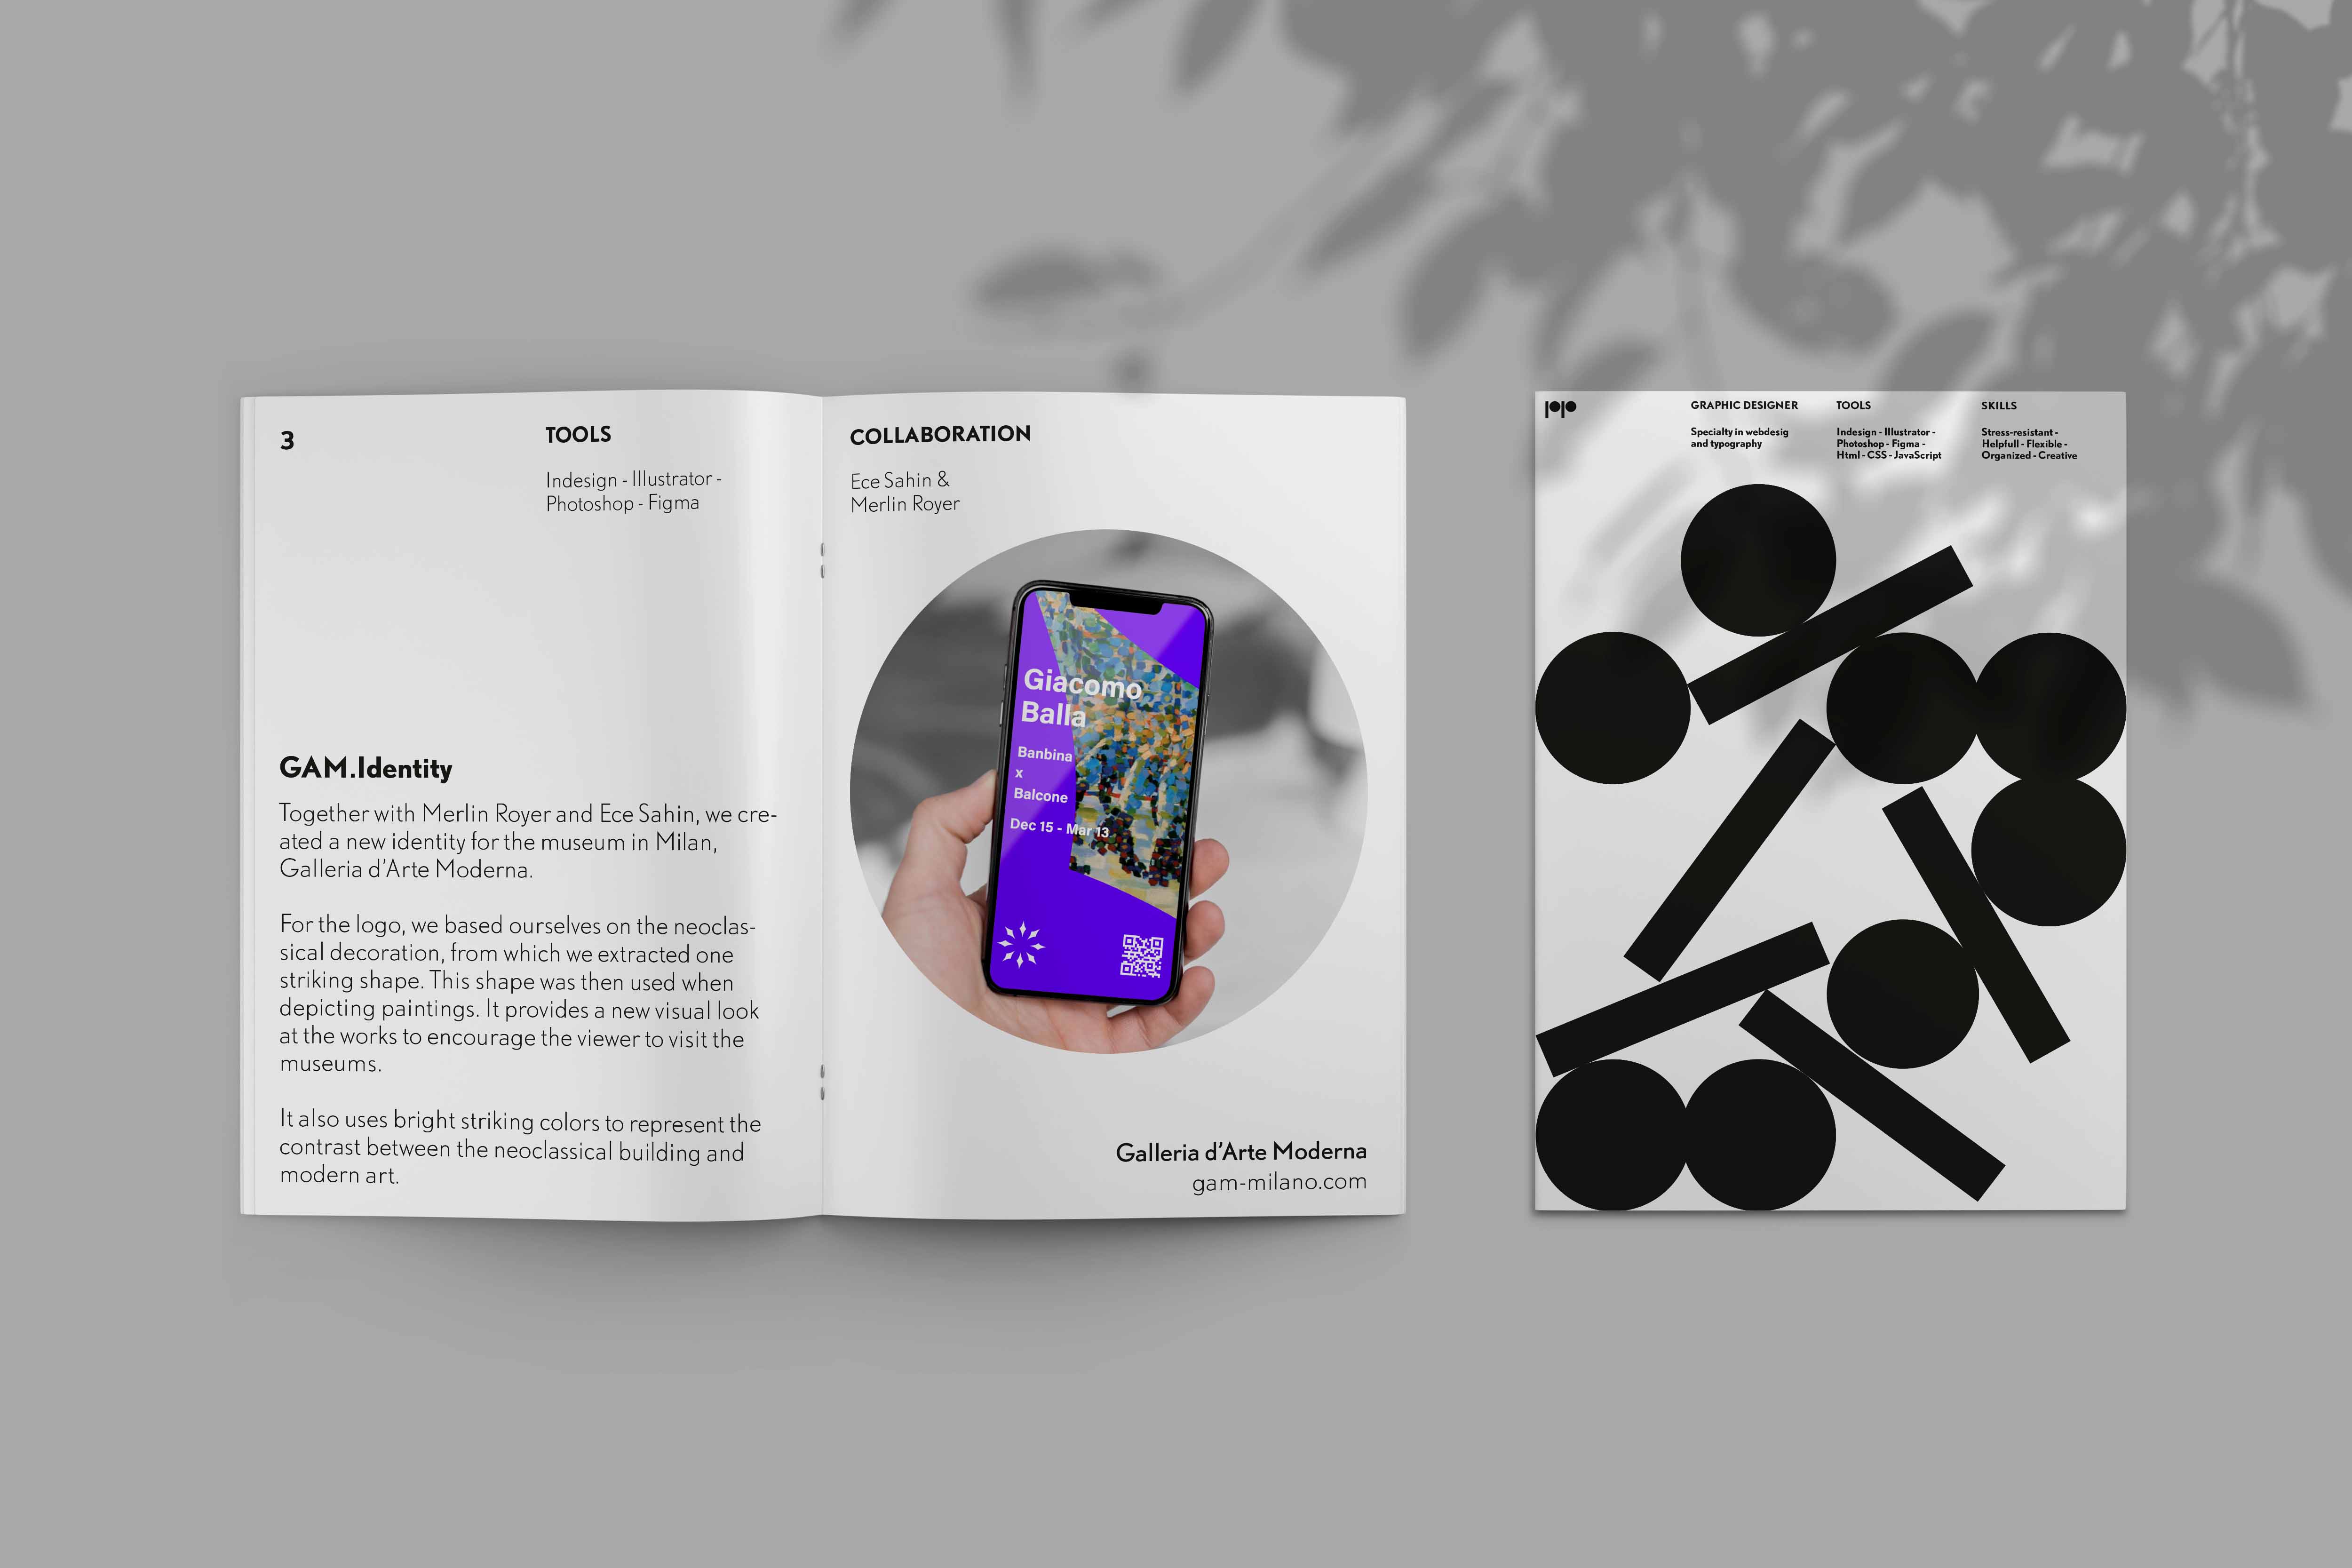 3
TOOLS
Indesign - Illustrator -
Photoshop - Figma
GAM.Identity
Together with Merlin Royer and Ece Sahin, we cre-
ated a new identity for the museum in Milan,
Galleria d'Arte Moderna.
For the logo, we based ourselves on the neoclas-
sical decoration, from which we extracted one
striking shape. This shape was then used when
depicting paintings. It provides a new visual look
at the works to encourage the viewer to visit the
museums.
It also uses bright striking colors to represent the
contrast between the neoclassical building and
modern art.
COLLABORATION
Ece Sahin &
Merlin Royer
Giacomo
Balla
Banbina
x
Balcone
Dec 15 - Mar 13
Galleria d'Arte Moderna
gam-milano.com
jojo
GRAPHIC DESIGNER
Specialty in webdesig
and typography
TOOLS
Indesign - Illustrator -
Photoshop - Figma -
Html - CSS - JavaScript
SKILLS
Stress-resistant -
Helpfull - Flexible -
Organized - Creative